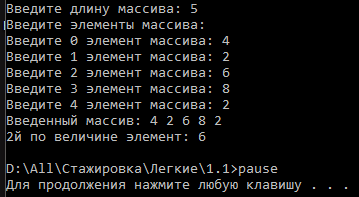 Введите длину массива: 5
Введите элементы массива:
Введите 0 элемент массива: 4
Введите 1 элемент массива: 2
Введите 2 элемент массива: 6
Введите 3 элемент массива: 8
Введите 4 элемент массива: 2
Введенный массив: 4 2 6 8 2
2й по величине элемент: 6
D:\All\Стажировка\Легкие\1.1>pause
Для продолжения нажмите любую клавишу . . .